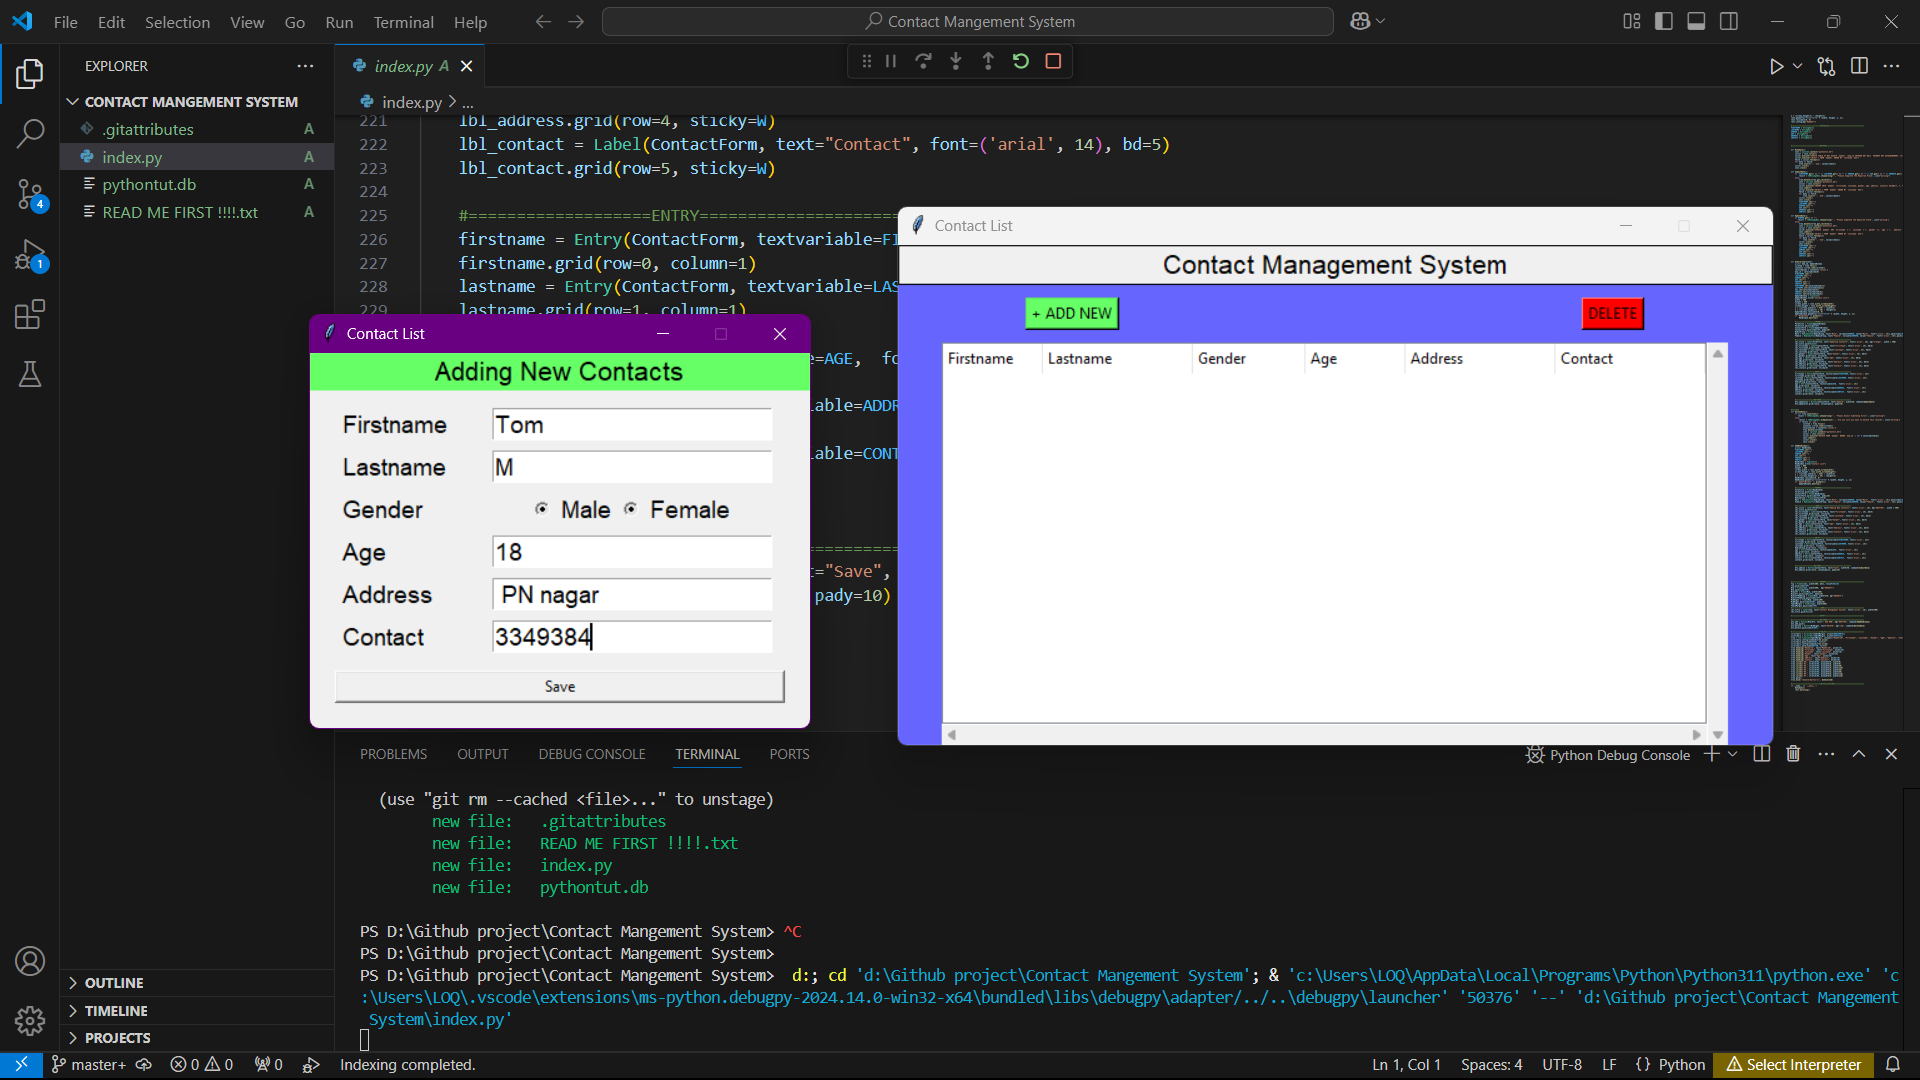 File Edit Selection View Go Run Terminal Help
Contact Mangement System
EXPLORER
CONTACT MANGEMENT SYSTEM
.gitattributes A
index.py A
pythontut.db A
READ ME FIRST !!!!.txt A
OUTLINE
TIMELINE
PROJECTS
4
1
index.py A
index.py > ...
221 lbl_address.grid(row=4, sticky=W)
222 lbl_contact = Label(ContactForm, text="Contact", font=('arial', 14), bd=5)
223 lbl_contact.grid(row=5, sticky=W)
224
225 #===================ENTRY=====================
226 firstname = Entry(ContactForm, textvariable=FI
227 firstname.grid(row=0, column=1)
228 lastname = Entry(ContactForm, textvariable=LAS
229 lastname.grid(row=1, column=1)
=AGE, fo
able=ADDR
able=CONT
=========
t="Save",
pady=10)
Contact List
Adding New Contacts
Firstname Tom
Lastname M
Gender Male Female
Age 18
Address PN nagar
Contact 3349384
Save
Contact List
Contact Management System
+ ADD NEW
DELETE
Firstname Lastname Gender Age Address Contact
PROBLEMS OUTPUT DEBUG CONSOLE TERMINAL PORTS
Python Debug Console
(use "git rm --cached <file>..." to unstage)
new file: .gitattributes
new file: READ ME FIRST !!!!.txt
new file: index.py
new file: pythontut.db
PS D:\Github project\Contact Mangement System> ^C
PS D:\Github project\Contact Mangement System>
PS D:\Github project\Contact Mangement System> d:; cd 'd:\Github project\Contact Mangement System'; & 'c:\Users\LOQ\AppData\Local\Programs\Python\Python311\python.exe' 'c
:\Users\LOQ\.vscode\extensions\ms-python.debugpy-2024.14.0-win32-x64\bundled\libs\debugpy\adapter/../..\debugpy\launcher' '50376' '--' 'd:\Github project\Contact Mangement
System\index.py'
master+ 0 0 0 Indexing completed.
Ln 1, Col 1 Spaces: 4 UTF-8 LF {} Python Select Interpreter